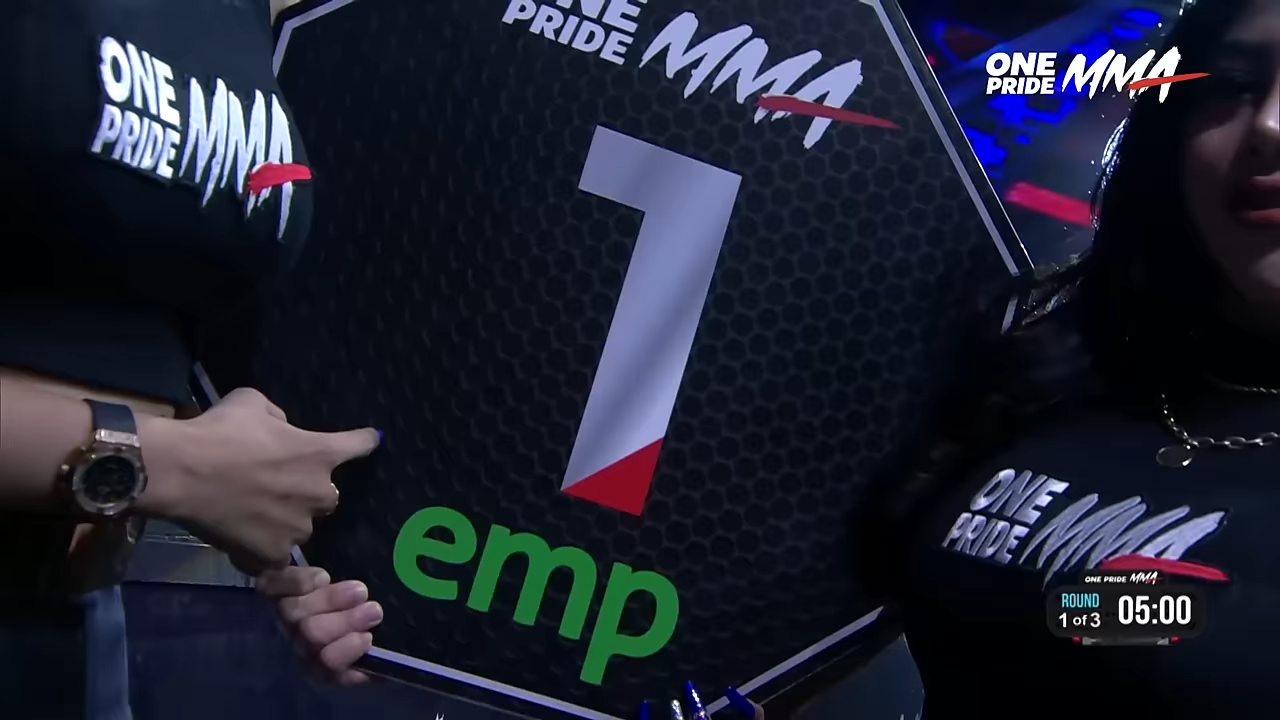 ONE
PRIDE MMA
ONE
PRIDE MMA
ONE
PRIDE MMA
1
emp
ONE
PRIDE MMA
ONE PRIDE MMA
ROUND
1 of 3
05:00